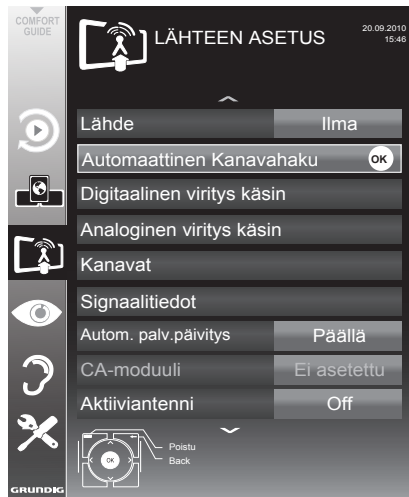 COMFORT
GUIDE
LÄHTEEN ASETUS
20.09.2010
15:46
Lähde
Ilma
Automaattinen Kanavahaku
OK
Digitaalinen viritys käsin
Analoginen viritys käsin
Kanavat
Signaalitiedot
Autom. palv.päivitys
Päällä
CA-moduuli
Ei asetettu
Aktiiviantenni
Off
Poistu
Back
OK
GRUNDIG